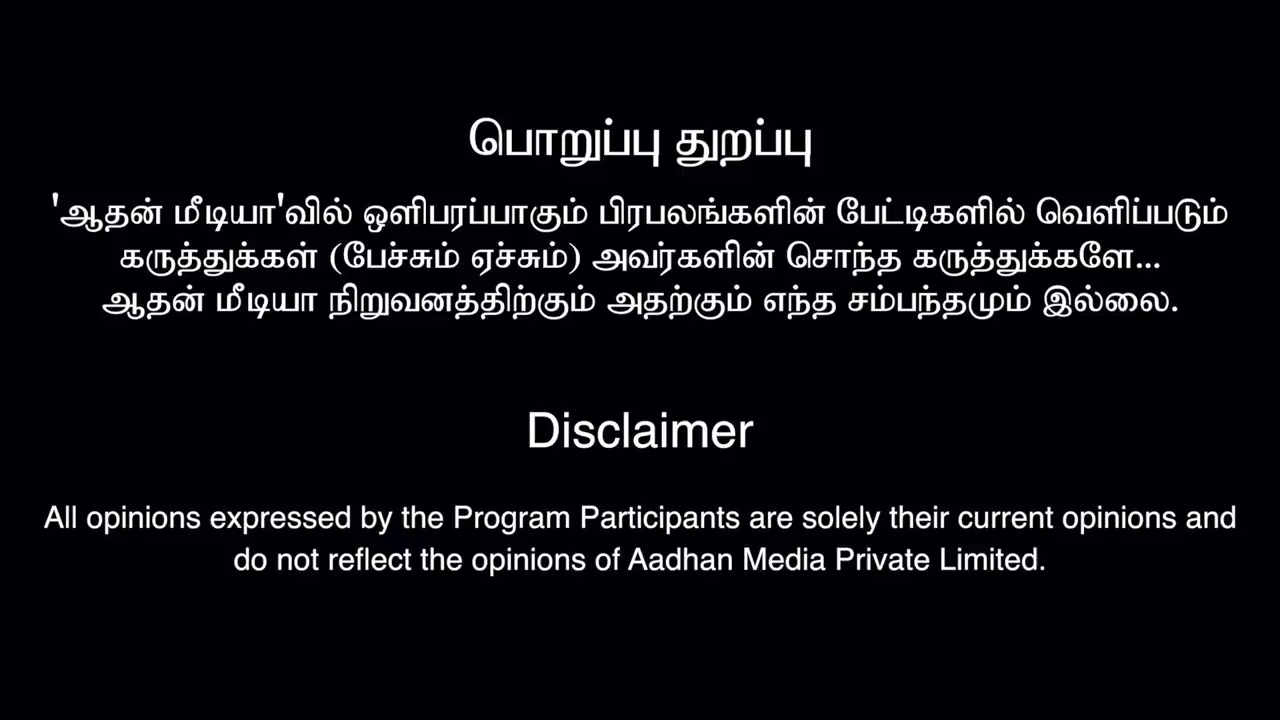 பொறுப்பு துறப்பு
'ஆதன் மீடியா'வில் ஒளிபரப்பாகும் பிரபலங்களின் பேட்டிகளில் வெளிப்படும்
கருத்துக்கள் (பேச்சும் ஏச்சும்) அவர்களின் சொந்த கருத்துக்களே...
ஆதன் மீடியா நிறுவனத்திற்கும் அதற்கும் எந்த சம்பந்தமும் இல்லை.
Disclaimer
All opinions expressed by the Program Participants are solely their current opinions and
do not reflect the opinions of Aadhan Media Private Limited.